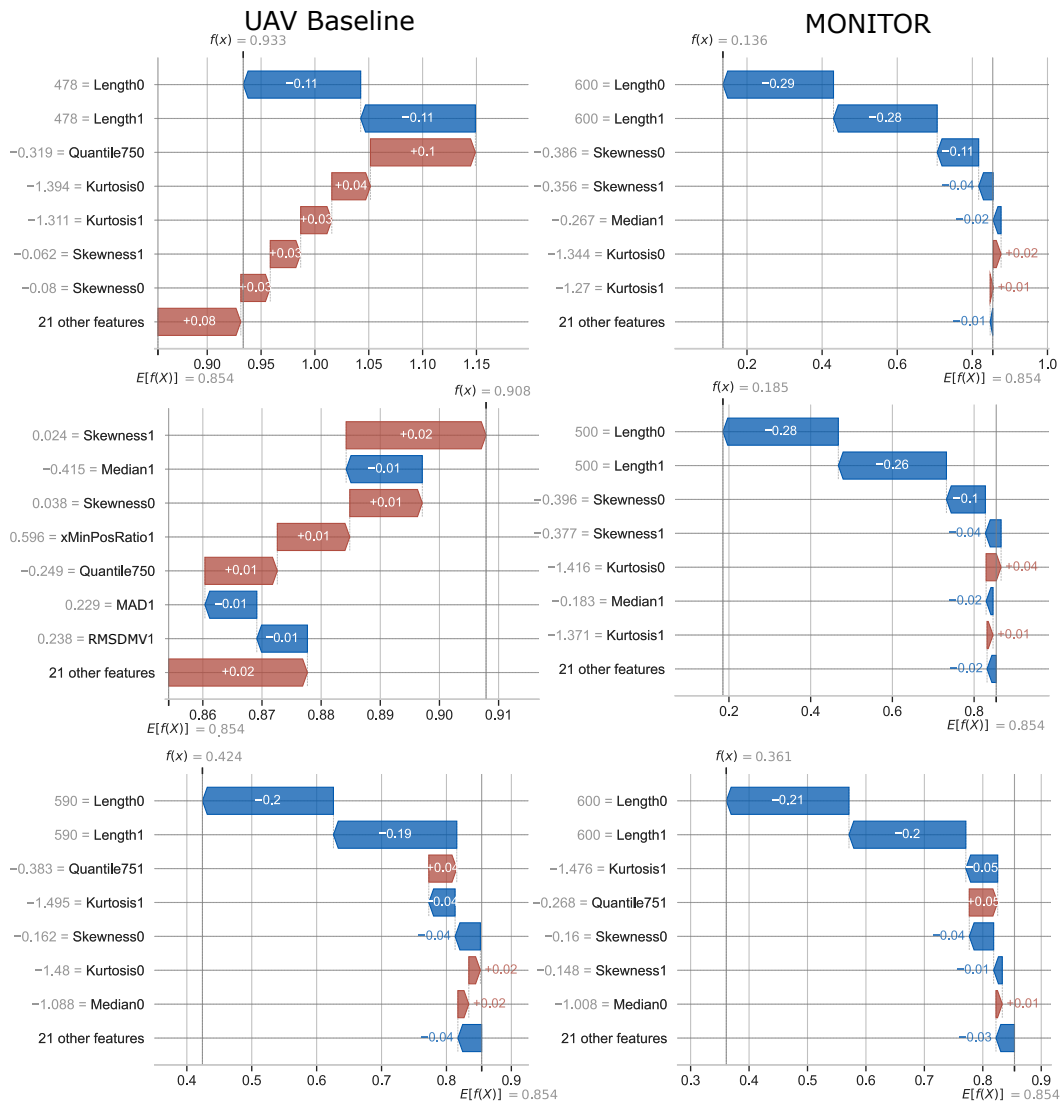 UAV Baseline
MONITOR
f(x) = 0.933
478 = Length0
−0.11
478 = Length1
−0.11
−0.319 = Quantile750
+0.1
−1.394 = Kurtosis0
+0.04
−1.311 = Kurtosis1
+0.03
−0.062 = Skewness1
+0.03
−0.08 = Skewness0
+0.03
21 other features
+0.08
0.90 0.95 1.00 1.05 1.10 1.15
E[f(X)] = 0.854
f(x) = 0.136
600 = Length0
−0.29
600 = Length1
−0.28
−0.386 = Skewness0
−0.11
−0.356 = Skewness1
−0.04
−0.267 = Median1
−0.02
−1.344 = Kurtosis0
+0.02
−1.27 = Kurtosis1
+0.01
21 other features
−0.01
0.2 0.4 0.6 0.8 1.0
E[f(X)] = 0.854
f(x) = 0.908
0.024 = Skewness1
+0.02
−0.415 = Median1
−0.01
0.038 = Skewness0
+0.01
0.596 = xMinPosRatio1
+0.01
−0.249 = Quantile750
+0.01
0.229 = MAD1
−0.01
0.238 = RMSDMV1
−0.01
21 other features
+0.02
0.86 0.87 0.88 0.89 0.90 0.91
E[f(X)] = 0.854
f(x) = 0.185
500 = Length0
−0.28
500 = Length1
−0.26
−0.396 = Skewness0
−0.1
−0.377 = Skewness1
−0.04
−1.416 = Kurtosis0
+0.04
−0.183 = Median1
−0.02
−1.371 = Kurtosis1
+0.01
21 other features
−0.02
0.2 0.4 0.6 0.8
E[f(X)] = 0.854
f(x) = 0.424
590 = Length0
−0.2
590 = Length1
−0.19
−0.383 = Quantile751
+0.04
−1.495 = Kurtosis1
−0.04
−0.162 = Skewness0
−0.04
−1.48 = Kurtosis0
+0.02
−1.088 = Median0
+0.02
21 other features
−0.04
0.4 0.5 0.6 0.7 0.8 0.9
E[f(X)] = 0.854
f(x) = 0.361
600 = Length0
−0.21
600 = Length1
−0.2
−1.476 = Kurtosis1
−0.05
−0.268 = Quantile751
+0.05
−0.16 = Skewness0
−0.04
−0.148 = Skewness1
−0.01
−1.008 = Median0
+0.01
21 other features
−0.03
0.3 0.4 0.5 0.6 0.7 0.8 0.9
E[f(X)] = 0.854